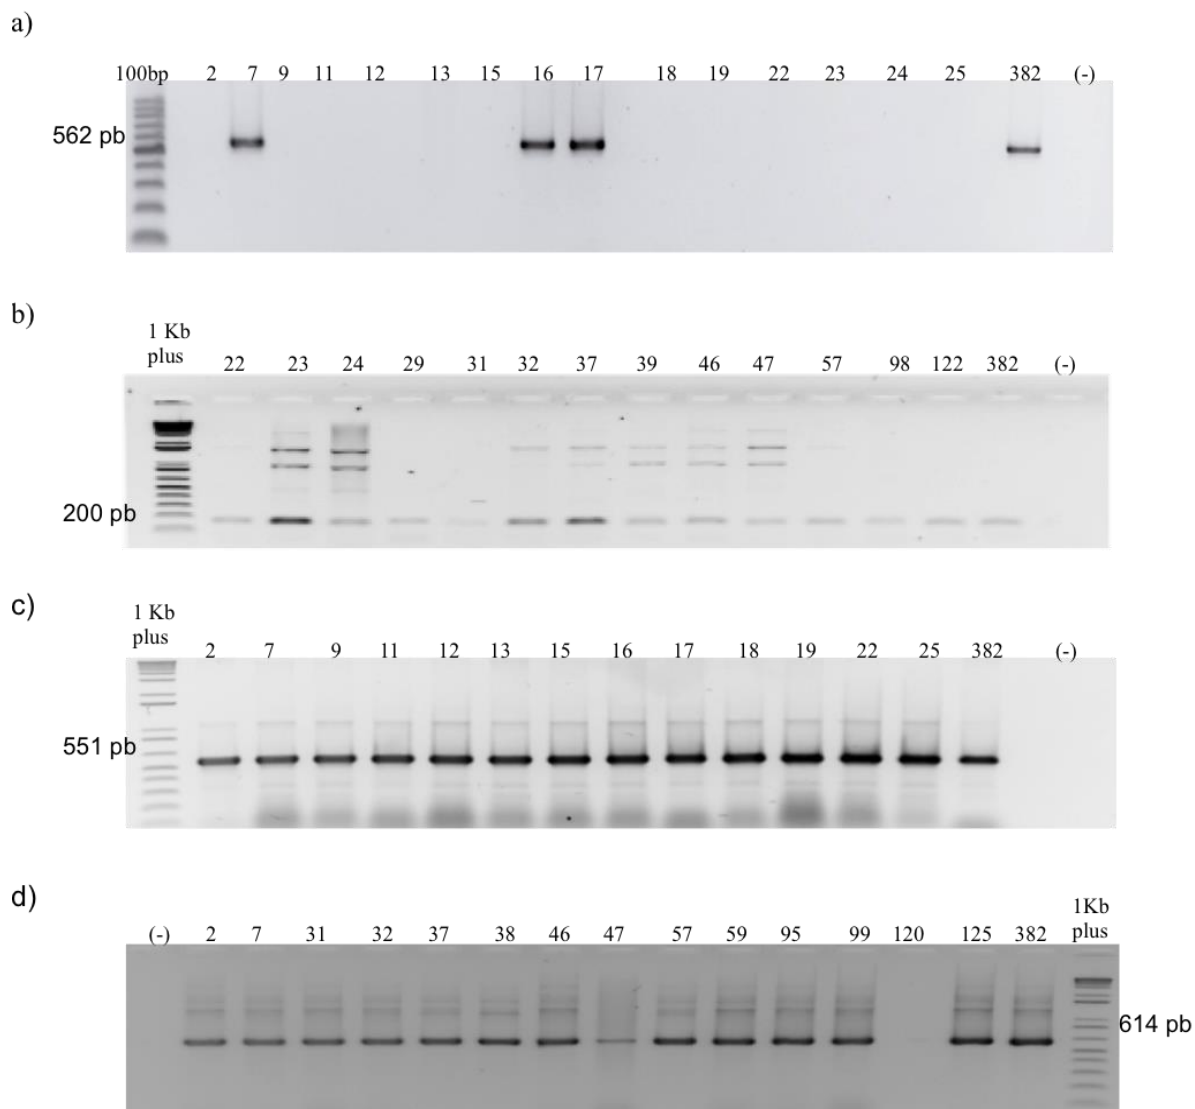 a)
100bp 2 7 9 11 12 13 15 16 17 18 19 22 23 24 25 382 (-)
562 pb
b)
1 Kb
plus
22 23 24 29 31 32 37 39 46 47 57 98 122 382 (-)
200 pb
c)
1 Kb
plus
2 7 9 11 12 13 15 16 17 18 19 22 25 382 (-)
551 pb
d)
1Kb
plus
(-) 2 7 31 32 37 38 46 47 57 59 95 99 120 125 382
614 pb